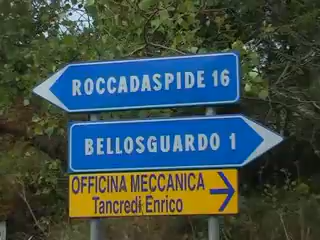 ROCCADASPIDE 16
BELLOSGUARDO 1
OFFICINA MECCANICA
Tancredi Enrico